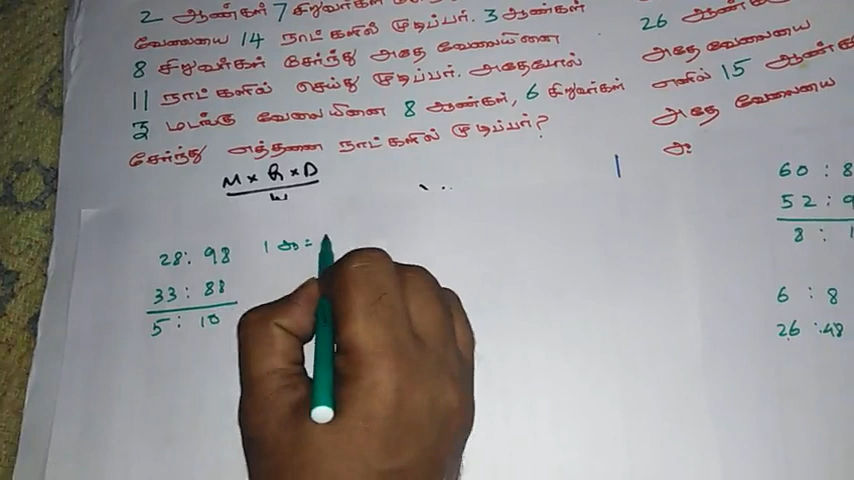 2 ஆண்கள் 7 சிறுவர்கள்
வேலையை 14 நாட்களில் முடிப்பர். 3 ஆண்கள்
8 சிறுவர்கள் சேர்ந்து அதே வேலையினை
11 நாட்களில் செய்து முடிப்பர். அதேபோல்
3 மடங்கு வேலையினை 8 ஆண்கள், 6 சிறுவர்கள்
சேர்ந்து எத்தனை நாட்களில் முடிப்பர்?
M × R × D
W
28 : 98
33 : 88
5 : 10
1 ஆ =
26
அதே வேலையை
எனில் 15
அதே வேலையை
60 : 8
52 : 9
8 : 1
6 : 8
26 : 48